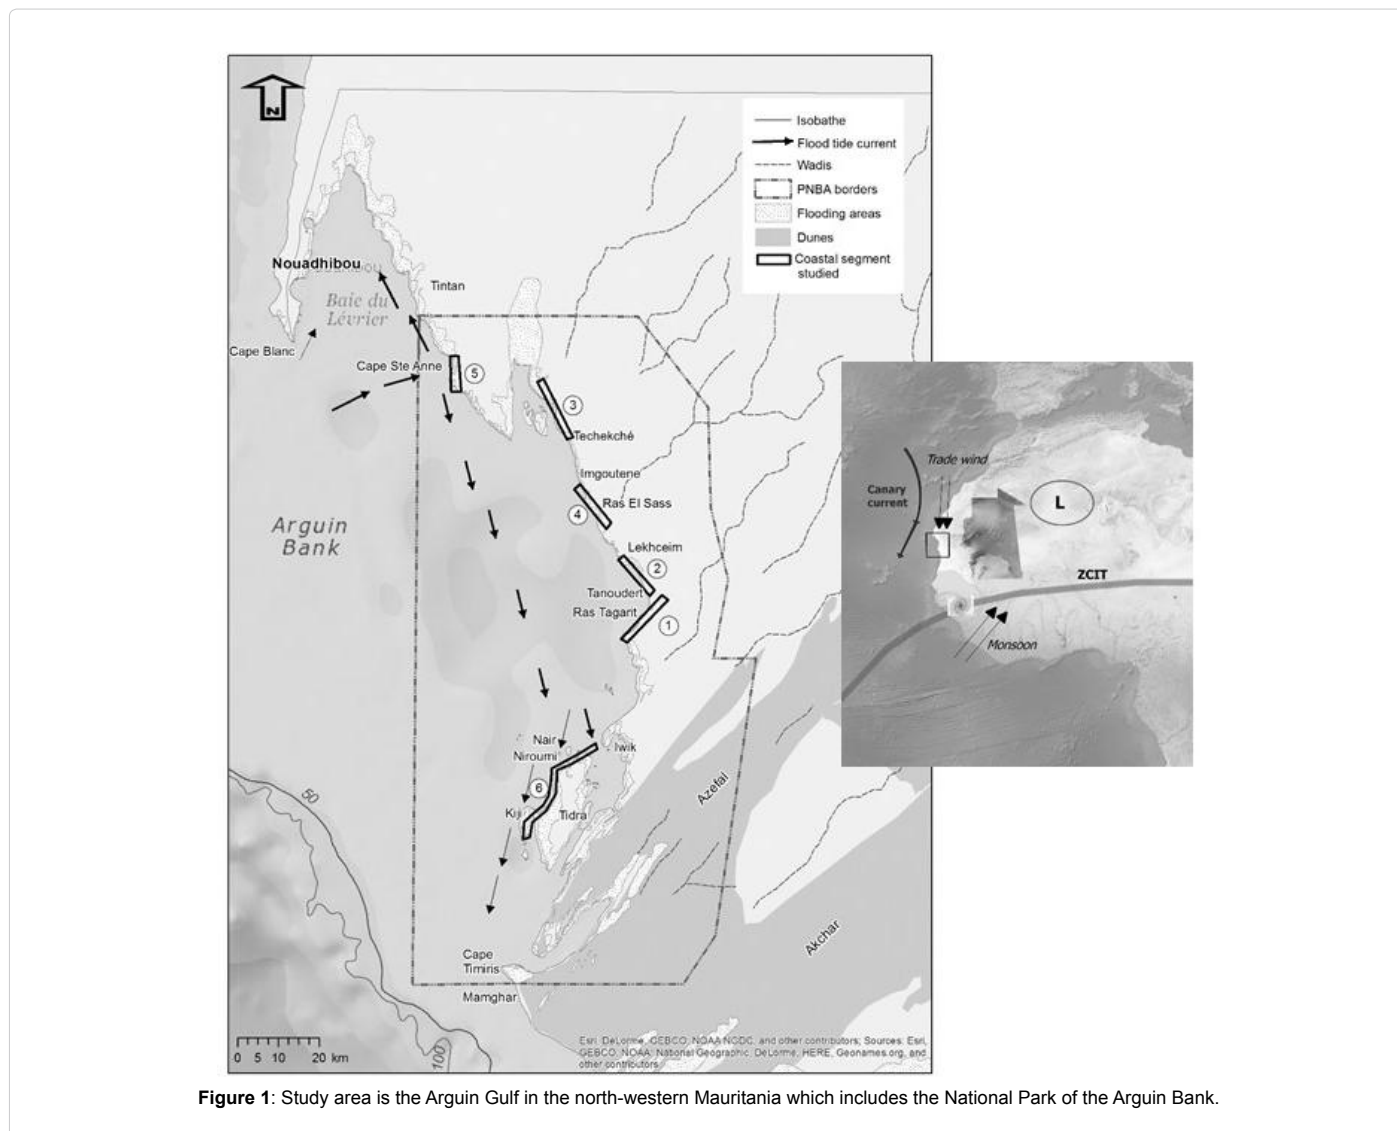 N
Isobathe
Flood tide current
Wadis
PNBA borders
Flooding areas
Dunes
Coastal segment
studied
Nouadhibou
Tintan
Baie du
Lévrier
Cape Blanc
Cape Ste Anne
5
3
Techekché
Imgoutene
Ras El Sass
4
Arguin
Bank
Lekhceim
2
Tanoudert
Ras Tagarit
1
Nair
Niroumi
Iwik
6
Kiji
Tidra
Azefal
Akchar
50
100
Cape
Timiris
Mamghar
0 5 10 20 km
Esri, DeLorme, GEBCO, NOAA NGDC, and other contributors; Sources: Esri,
GEBCO, NOAA, National Geographic, DeLorme, HERE, Geonames.org, and
other contributors
Trade wind
Canary
current
L
ZCIT
Monsoon
Figure 1: Study area is the Arguin Gulf in the north-western Mauritania which includes the National Park of the Arguin Bank.